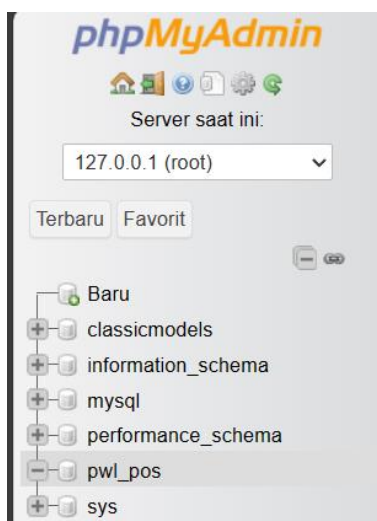 phpMyAdmin
Server saat ini:
127.0.0.1 (root)
Terbaru Favorit
Baru
classicmodels
information_schema
mysql
performance_schema
pwl_pos
sys